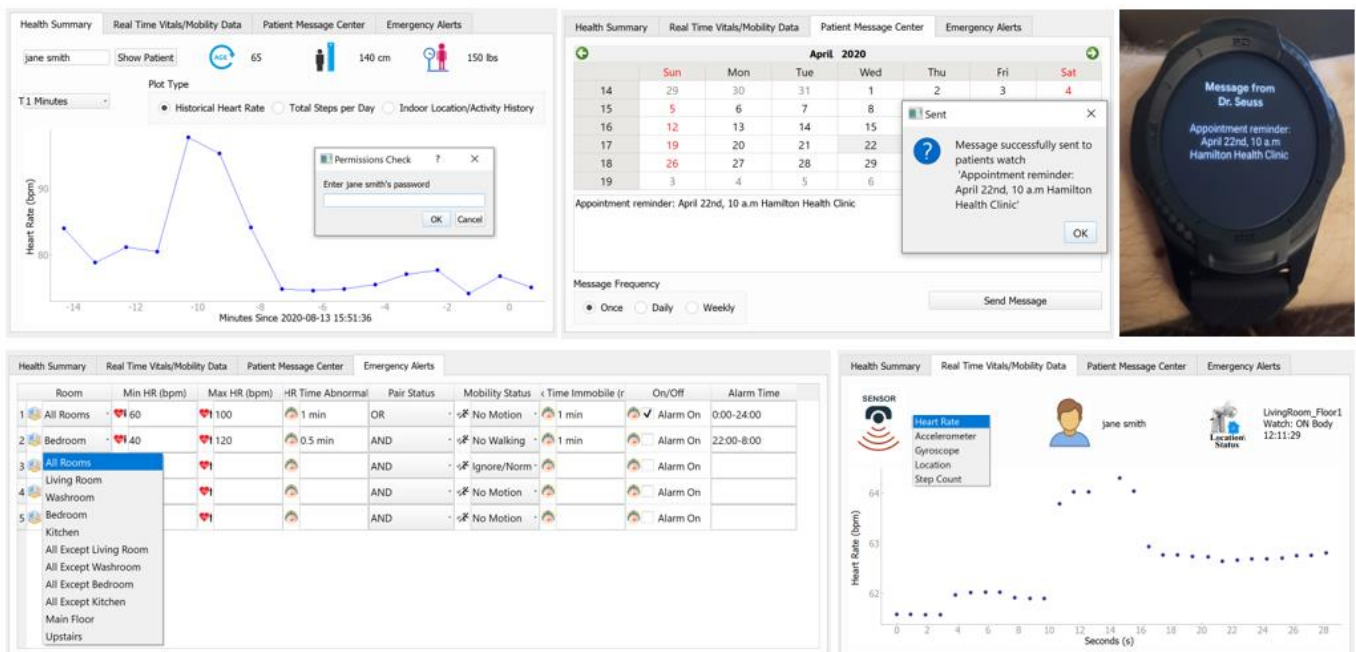 Health Summary Real Time Vitals/Mobility Data Patient Message Center Emergency Alerts
jane smith Show Patient AGE 65 140 cm 150 lbs
Plot Type
T1 Minutes Historical Heart Rate Total Steps per Day Indoor Location/Activity History
Permissions Check ? ×
Enter jane smith's password
OK Cancel
Heart Rate (bpm)
90
80
-14 -12 -10 -8 -6 -4 -2 0
Minutes Since 2020-08-13 15:51:36
Health Summary Real Time Vitals/Mobility Data Patient Message Center Emergency Alerts
April 2020
Sun Mon Tue Wed Thu Fri Sat
14 29 30 31 1 2 3 4
15 5 6 7 8
16 12 13 14 15
17 19 20 21 22
18 26 27 28 29
19 3 4 5 6
Appointment reminder: April 22nd, 10 a.m Hamilton Health Clinic
Message Frequency
Once Daily Weekly Send Message
Sent ×
Message successfully sent to
patients watch
'Appointment reminder:
April 22nd, 10 a.m Hamilton
Health Clinic'
OK
Message from
Dr. Seuss
Appointment reminder:
April 22nd, 10 a.m
Hamilton Health Clinic
Health Summary Real Time Vitals/Mobility Data Patient Message Center Emergency Alerts
Room Min HR (bpm) Max HR (bpm) HR Time Abnormal Pair Status Mobility Status Time Immobile (r On/Off Alarm Time
1 All Rooms 60 100 1 min OR No Motion 1 min ✓ Alarm On 0:00-24:00
2 Bedroom 40 120 0.5 min AND No Walking 1 min Alarm On 22:00-8:00
3 AND Ignore/Norm Alarm On
4 AND No Motion Alarm On
5 AND No Motion Alarm On
All Rooms
Living Room
Washroom
Bedroom
Kitchen
All Except Living Room
All Except Washroom
All Except Bedroom
All Except Kitchen
Main Floor
Upstairs
Health Summary Real Time Vitals/Mobility Data Patient Message Center Emergency Alerts
SENSOR
Heart Rate
Accelerometer
Gyroscope
Location
Step Count
jane smith
Location
Status
LivingRoom_Floor1
Watch: ON Body
12:11:29
Heart Rate (bpm)
64
63
62
0 2 4 6 8 10 12 14 16 18 20 22 24 26 28
Seconds (s)